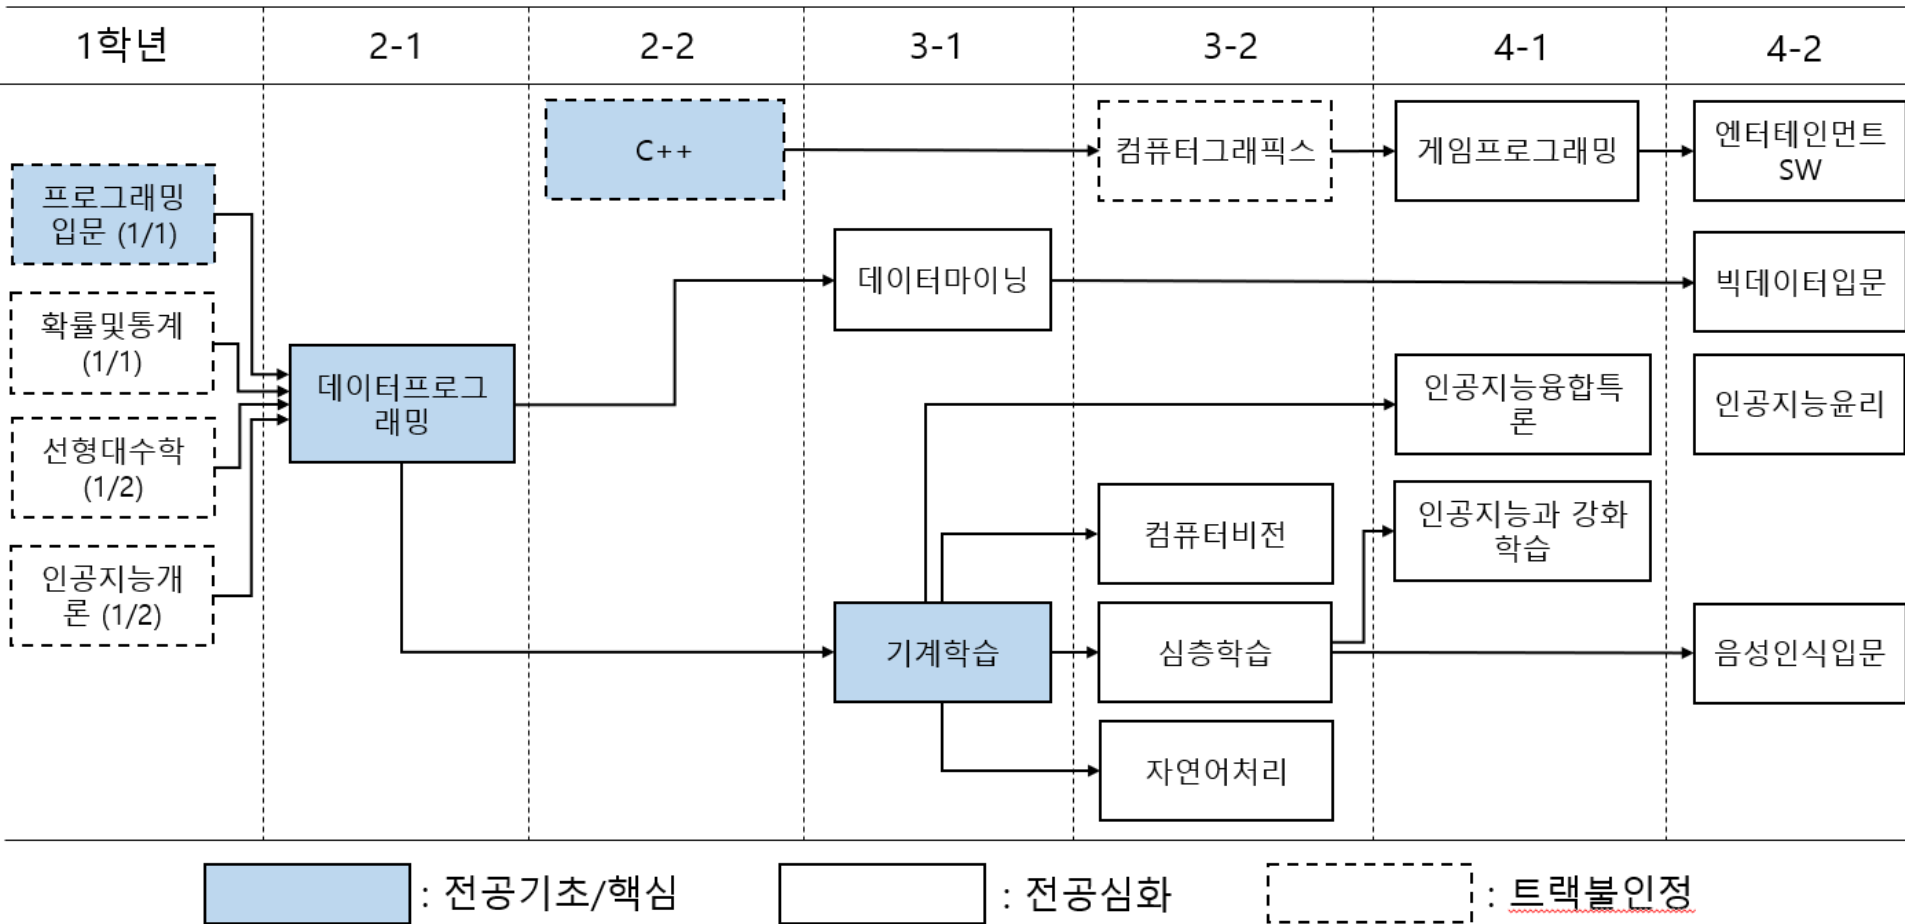 1학년
2-1
2-2
3-1
3-2
4-1
4-2
프로그래밍
입문 (1/1)
확률및통계
(1/1)
선형대수학
(1/2)
인공지능개
론 (1/2)
데이터프로그
래밍
C++
데이터마이닝
기계학습
컴퓨터그래픽스
컴퓨터비전
심층학습
자연어처리
게임프로그래밍
인공지능융합특
론
인공지능과 강화
학습
엔터테인먼트
SW
빅데이터입문
인공지능윤리
음성인식입문
: 전공기초/핵심
: 전공심화
: 트랙불인정